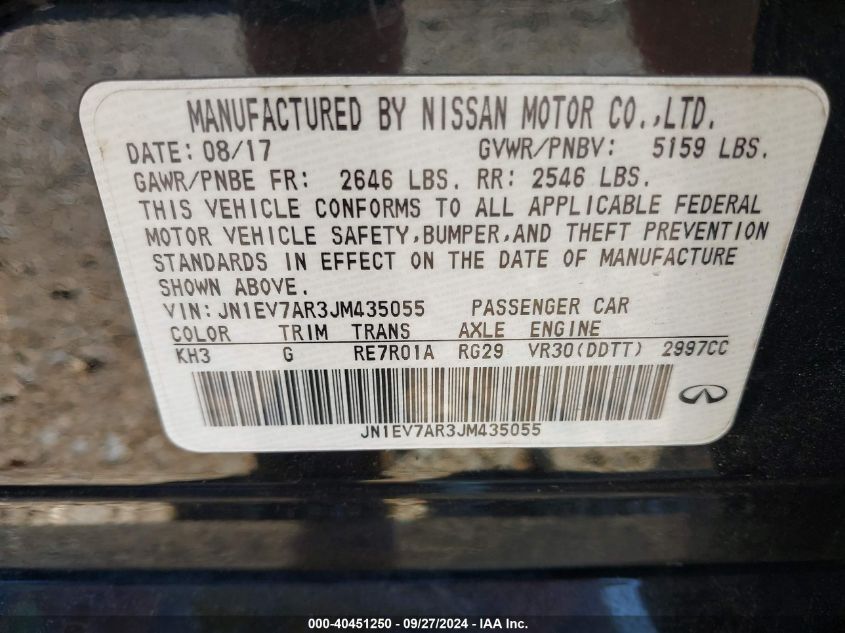 MANUFACTURED BY NISSAN MOTOR CO.,LTD.
DATE: 08/17 GVWR/PNBV: 5159 LBS.
GAWR/PNBE FR: 2646 LBS. RR: 2546 LBS.
THIS VEHICLE CONFORMS TO ALL APPLICABLE FEDERAL
MOTOR VEHICLE SAFETY,BUMPER,AND THEFT PREVENTION
STANDARDS IN EFFECT ON THE DATE OF MANUFACTURE
SHOWN ABOVE.
VIN: JN1EV7AR3JM435055 PASSENGER CAR
COLOR TRIM TRANS AXLE ENGINE
KH3 G RE7R01A RG29 VR30(DDTT) 2997CC
JN1EV7AR3JM435055
000-40451250 - 09/27/2024 - IAA Inc.